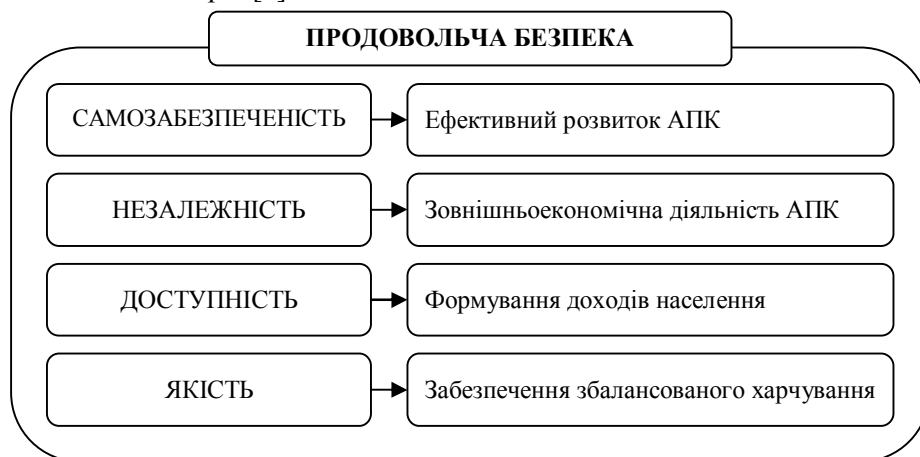 ПРОДОВОЛЬЧА БЕЗПЕКА
САМОЗАБЕЗПЕЧЕНІСТЬ
Ефективний розвиток АПК
НЕЗАЛЕЖНІСТЬ
Зовнішньоекономічна діяльність АПК
ДОСТУПНІСТЬ
Формування доходів населення
ЯКІСТЬ
Забезпечення збалансованого харчування